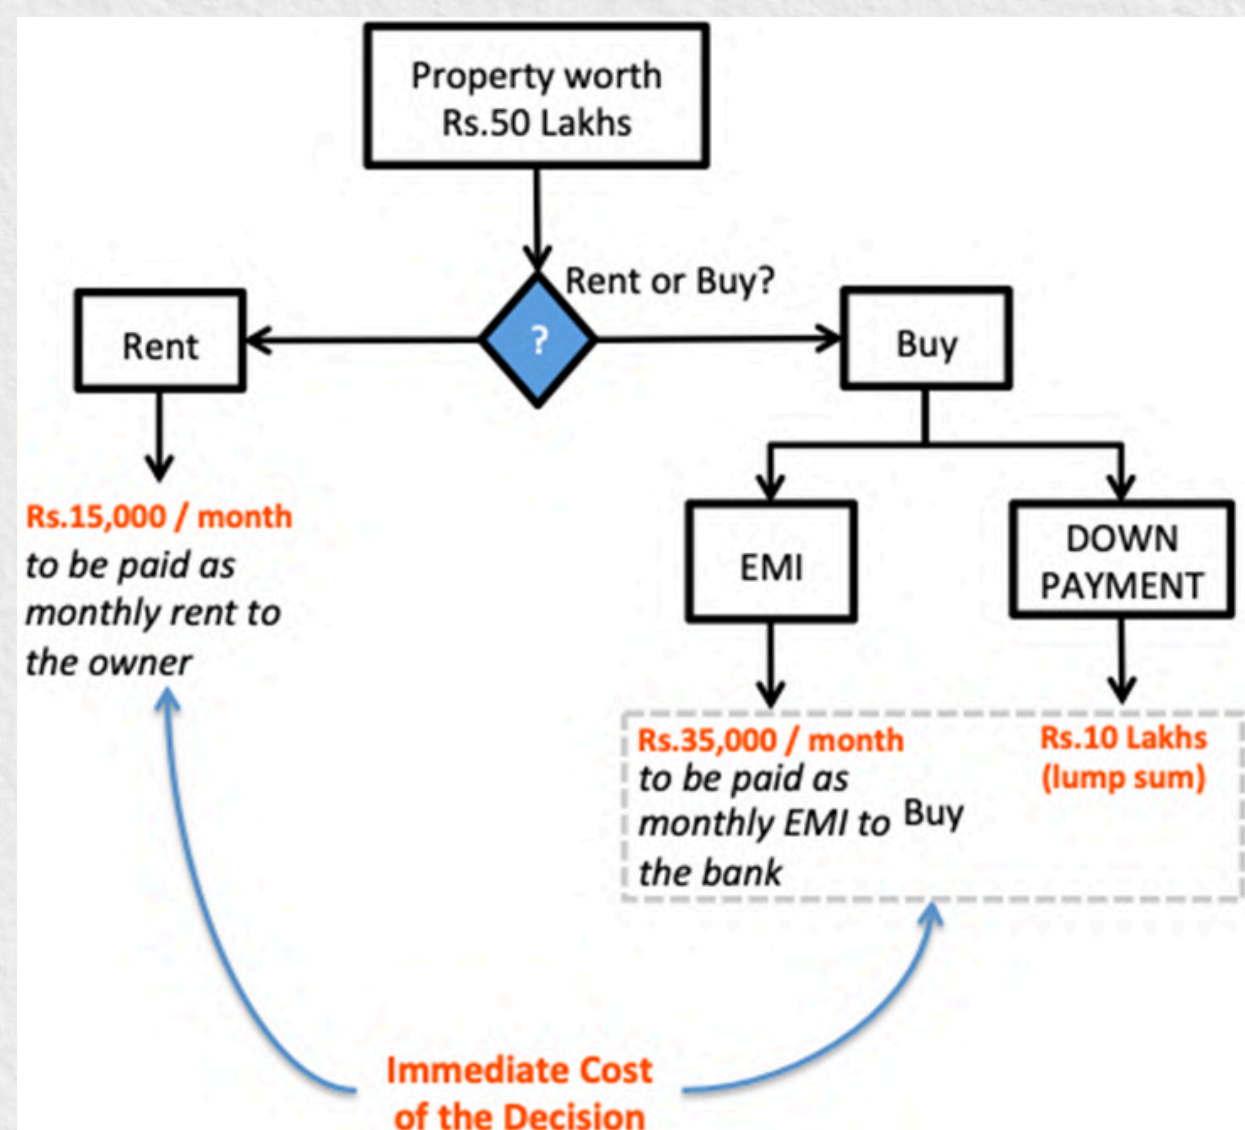 Property worth
Rs.50 Lakhs
Rent or Buy?
?
Rent
Buy
Rs.15,000 / month
to be paid as
monthly rent to
the owner
EMI
DOWN
PAYMENT
Rs.35,000 / month
to be paid as
monthly EMI to
the bank
Buy
Rs.10 Lakhs
(lump sum)
Immediate Cost
of the Decision